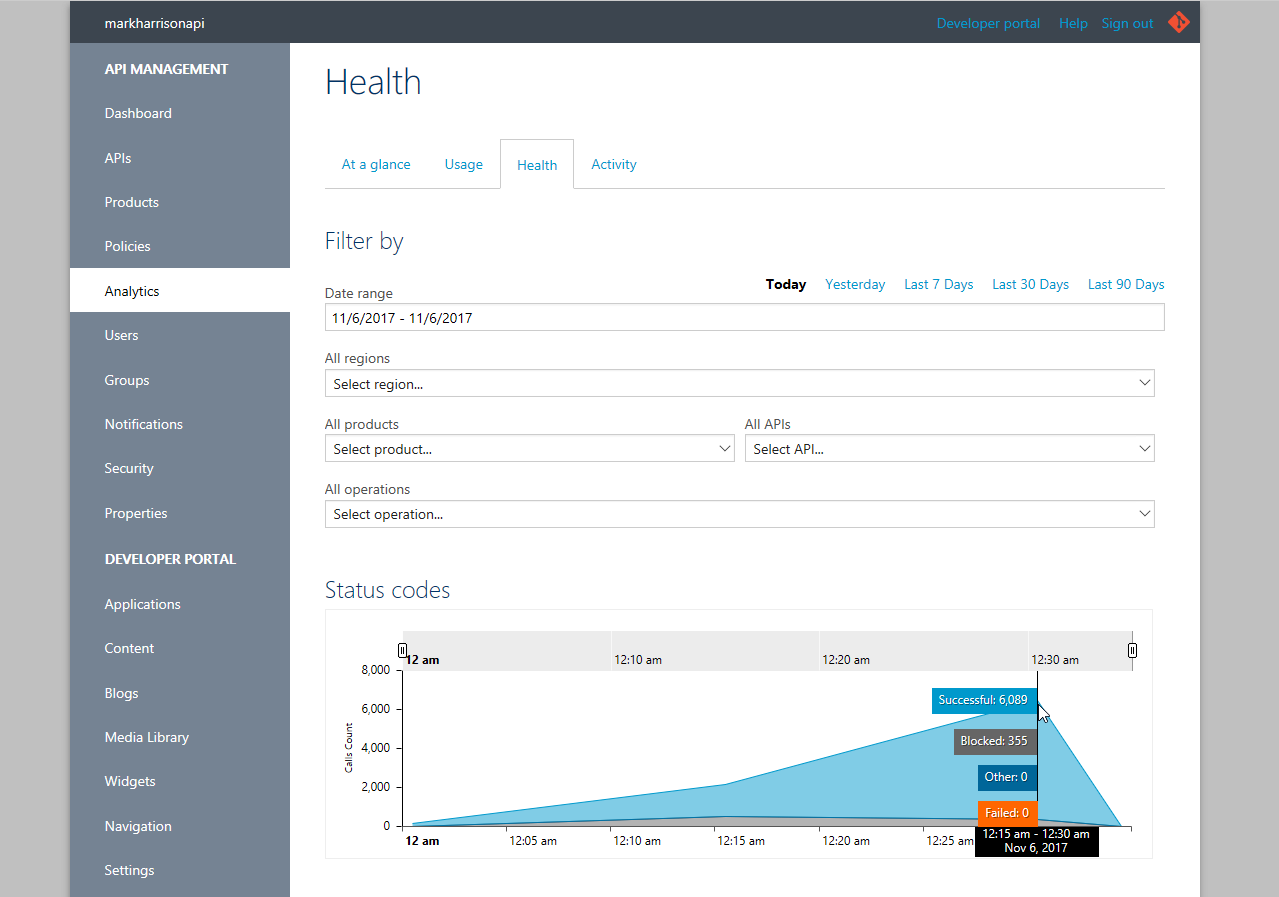 markharrisonapi
Developer portal Help Sign out
API MANAGEMENT
Dashboard
APIs
Products
Policies
Analytics
Users
Groups
Notifications
Security
Properties
DEVELOPER PORTAL
Applications
Content
Blogs
Media Library
Widgets
Navigation
Settings
Health
At a glance Usage Health Activity
Filter by
Today Yesterday Last 7 Days Last 30 Days Last 90 Days
Date range
11/6/2017 - 11/6/2017
All regions
Select region...
All products All APIs
Select product... Select API...
All operations
Select operation...
Status codes
12 am 12:10 am 12:20 am 12:30 am
8,000
6,000
4,000
2,000
0
Calls Count
Successful: 6,089
Blocked: 355
Other: 0
Failed: 0
12 am 12:05 am 12:10 am 12:15 am 12:20 am 12:25 am
12:15 am - 12:30 am
Nov 6, 2017